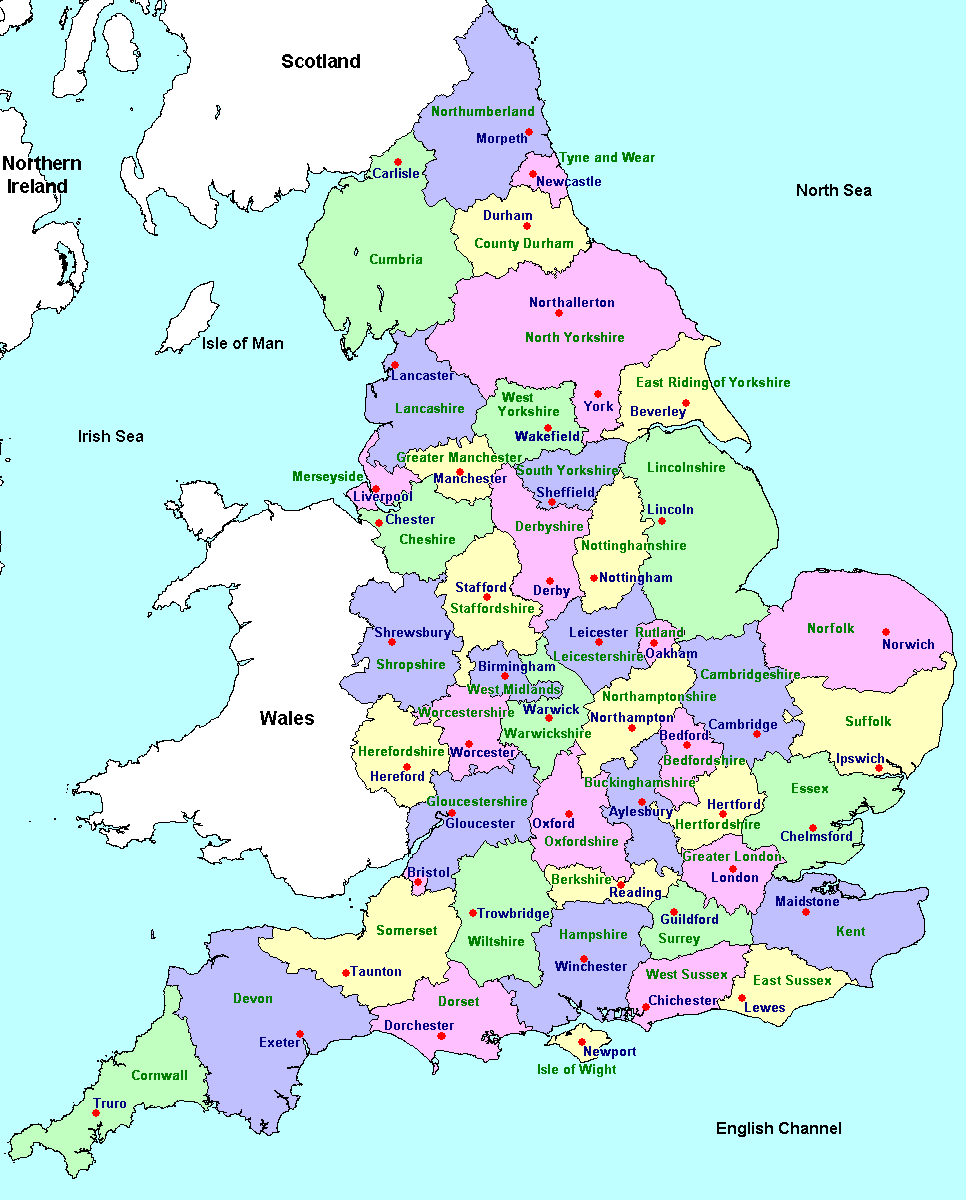 Scotland
Northumberland
Morpeth
Tyne and Wear
Northern
Ireland
Carlisle
Newcastle
North Sea
Durham
County Durham
Cumbria
Northallerton
North Yorkshire
Isle of Man
Lancaster
East Riding of Yorkshire
West
Yorkshire
Lancashire
York
Beverley
Irish Sea
Wakefield
Greater Manchester
South Yorkshire
Lincolnshire
Merseyside
Manchester
Liverpool
Sheffield
Lincoln
Chester
Derbyshire
Cheshire
Nottinghamshire
Nottingham
Stafford
Derby
Staffordshire
Shrewsbury
Leicester
Rutland
Norfolk
Norwich
Oakham
Leicestershire
Shropshire
Birmingham
Cambridgeshire
West Midlands
Northamptonshire
Wales
Worcestershire
Warwick
Northampton
Suffolk
Cambridge
Warwickshire
Bedford
Herefordshire
Worcester
Bedfordshire
Ipswich
Hereford
Buckinghamshire
Essex
Gloucestershire
Hertford
Aylesbury
Gloucester
Oxford
Hertfordshire
Chelmsford
Oxfordshire
Greater London
Bristol
London
Berkshire
Reading
Maidstone
Trowbridge
Guildford
Somerset
Hampshire
Kent
Wiltshire
Surrey
Winchester
Taunton
West Sussex
East Sussex
Devon
Dorset
Chichester
Lewes
Dorchester
Exeter
Newport
Isle of Wight
Cornwall
Truro
English Channel